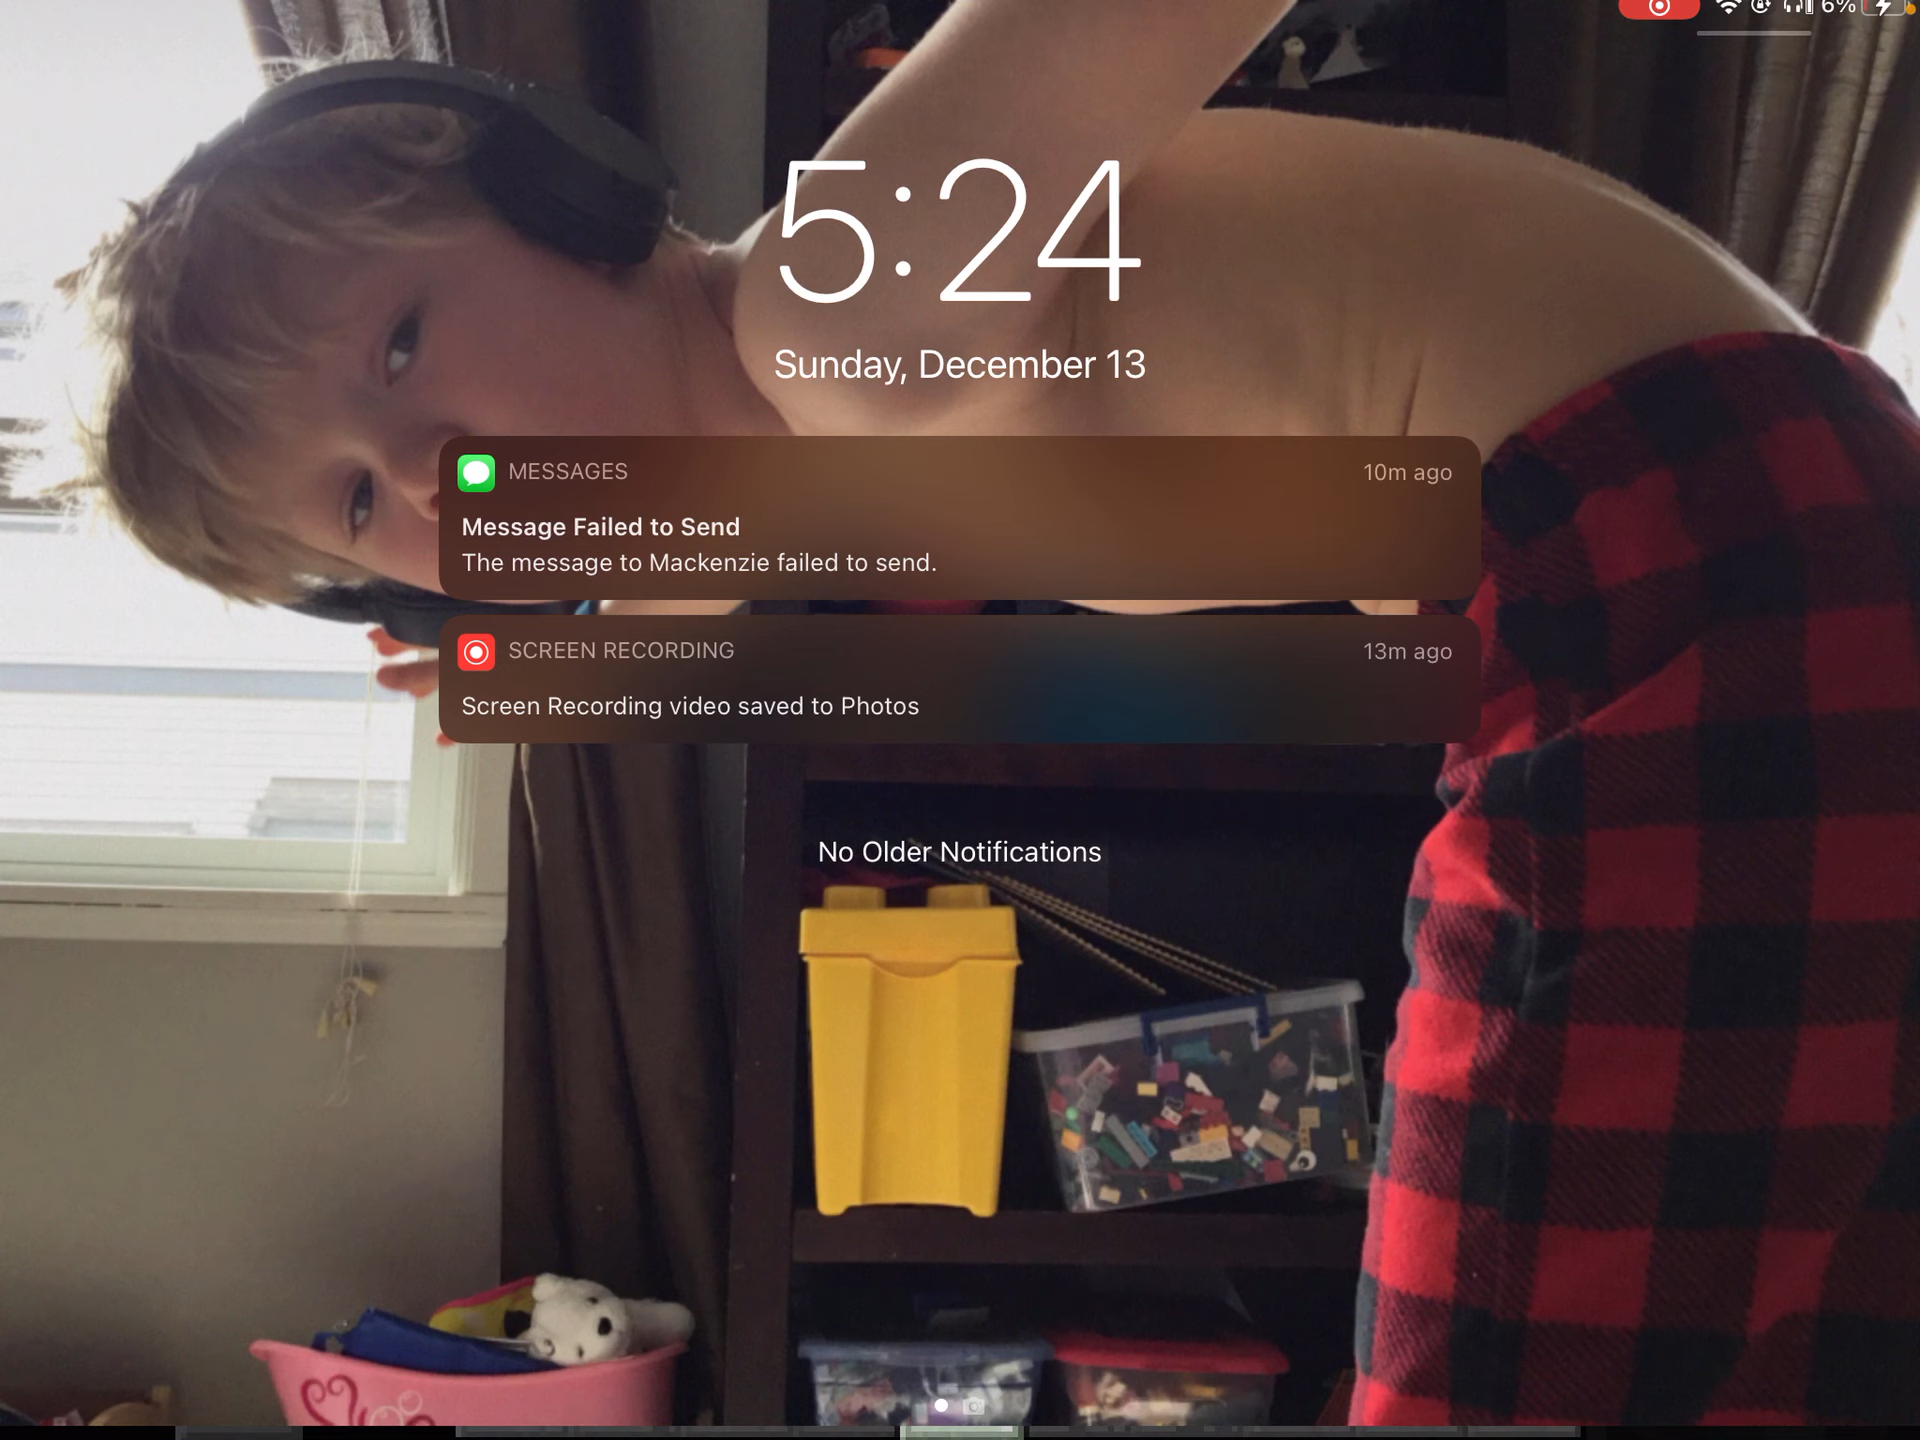 6%
5:24
Sunday, December 13
MESSAGES
10m ago
Message Failed to Send
The message to Mackenzie failed to send.
SCREEN RECORDING
13m ago
Screen Recording video saved to Photos
No Older Notifications